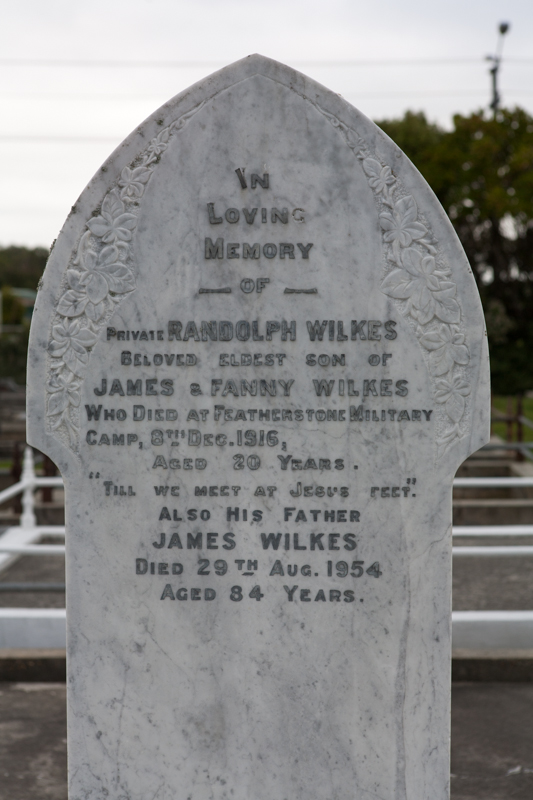 In
Loving
Memory
— of —
Private RANDOLPH WILKES
Beloved eldest son of
JAMES & FANNY WILKES
Who Died at Featherstone Military
Camp, 8th Dec. 1916,
Aged 20 Years.
"Till we meet at Jesus feet."
Also His Father
JAMES WILKES
Died 29th Aug. 1954
Aged 84 Years.